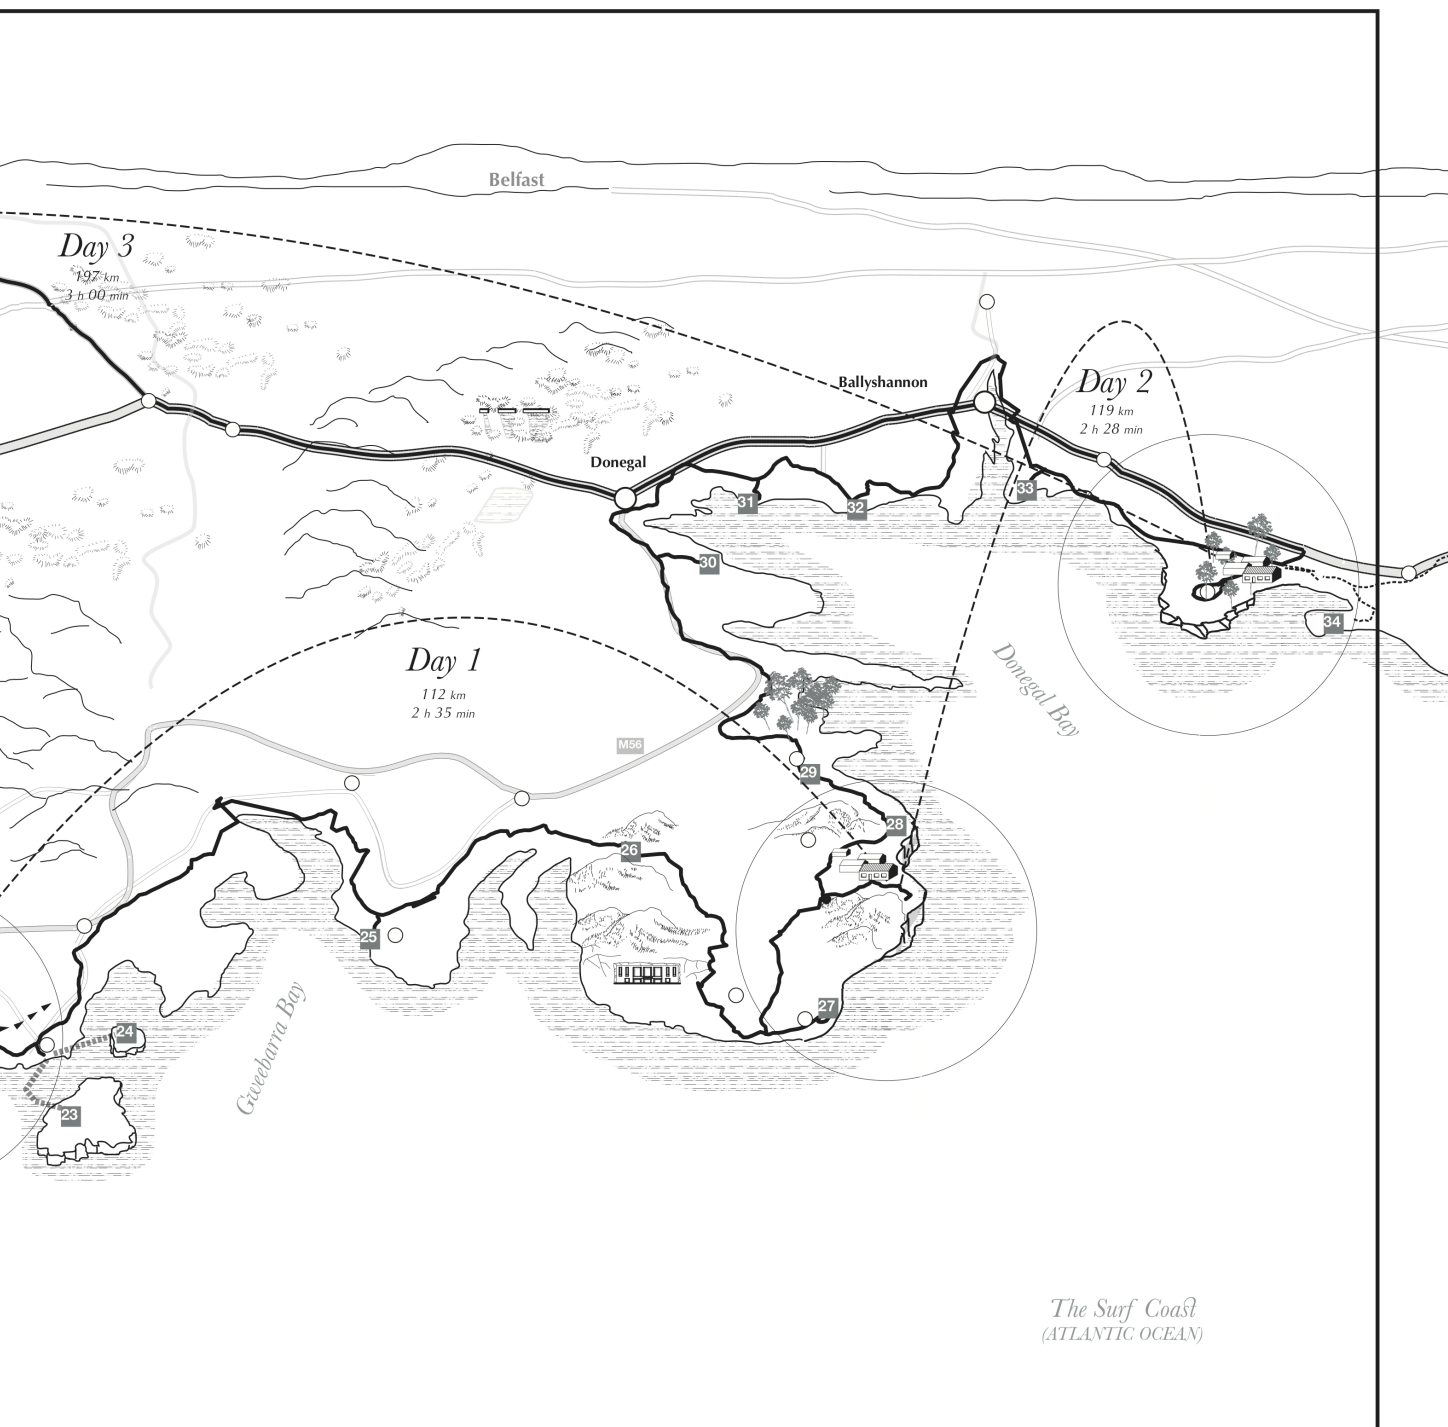 Belfast
Day 3
197 km
3 h 00 min
Ballyshannon
Day 2
119 km
2 h 28 min
Donegal
31
32
33
30
34
Day 1
112 km
2 h 35 min
Donegal Bay
M56
29
28
26
25
27
24
23
Gweebarra Bay
The Surf Coast
(ATLANTIC OCEAN)